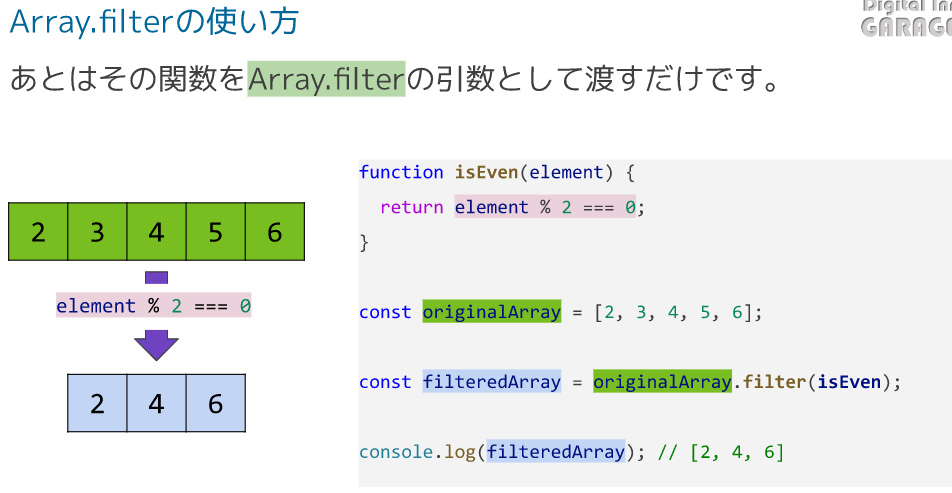 Array.filterの使い方
Digital
GARAGE
あとはその関数をArray.filterの引数として渡すだけです。
2 3 4 5 6
element % 2 === 0
2 4 6
function isEven(element) {
  return element % 2 === 0;
}
const originalArray = [2, 3, 4, 5, 6];
const filteredArray = originalArray.filter(isEven);
console.log(filteredArray); // [2, 4, 6]